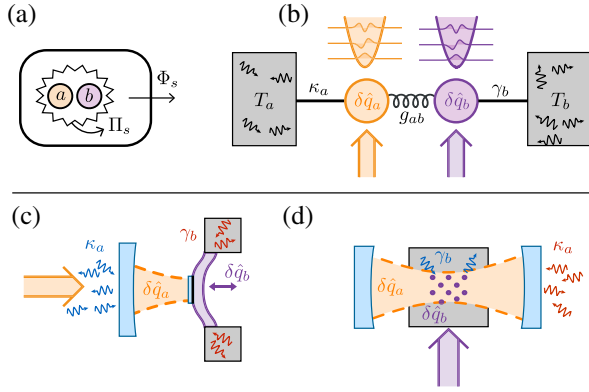 (a)
a b
Φ_s
Π_s
(b)
T_a κ_a δq̂_a g_ab δq̂_b γ_b T_b
(c)
κ_a
δq̂_a
γ_b
δq̂_b
(d)
γ_b
κ_a
δq̂_a
δq̂_b